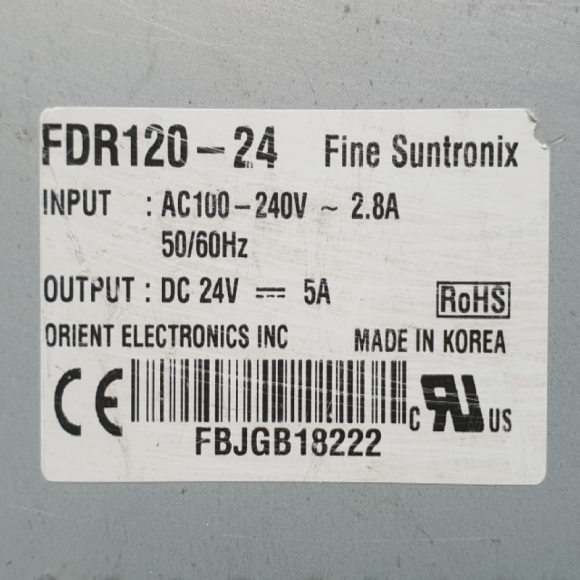 FDR120-24 Fine Suntronix
INPUT : AC100-240V ~ 2.8A
50/60Hz
OUTPUT : DC 24V ⎓ 5A
RoHS
ORIENT ELECTRONICS INC MADE IN KOREA
CE
FBJGB18222
C RU US